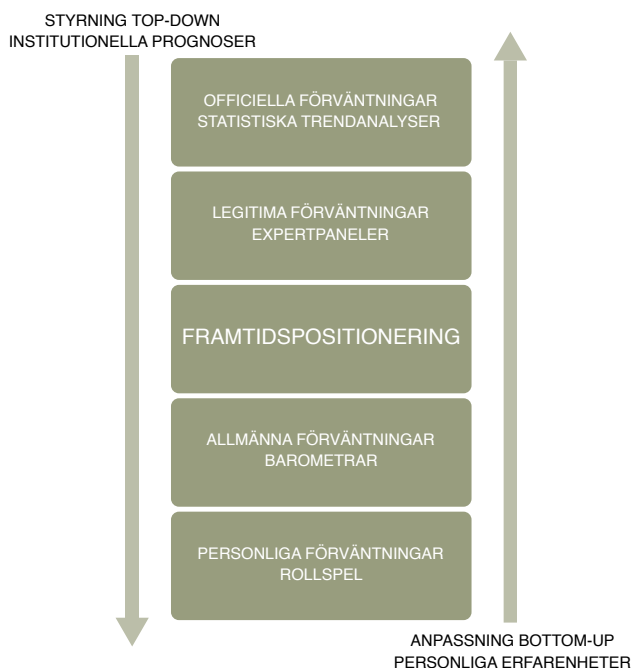 STYRNING TOP-DOWN
INSTITUTIONELLA PROGNOSER
OFFICIELLA FÖRVÄNTNINGAR
STATISTISKA TRENDANALYSER
LEGITIMA FÖRVÄNTNINGAR
EXPERTPANELER
FRAMTIDSPOSITIONERING
ALLMÄNNA FÖRVÄNTNINGAR
BAROMETRAR
PERSONLIGA FÖRVÄNTNINGAR
ROLLSPEL
ANPASSNING BOTTOM-UP
PERSONLIGA ERFARENHETER